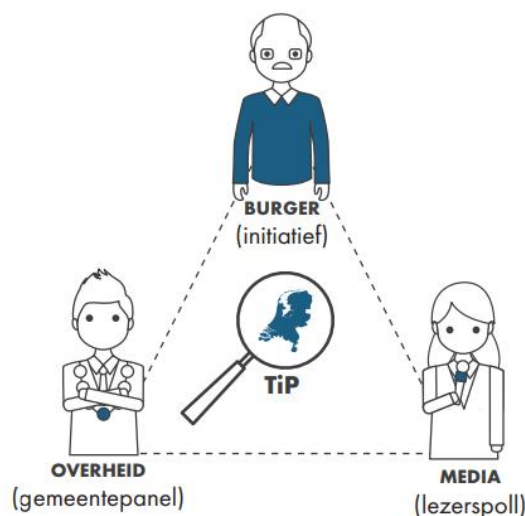 BURGER
(initiatief)
TiP
OVERHEID
(gemeentepanel)
MEDIA
(lezerspoll)